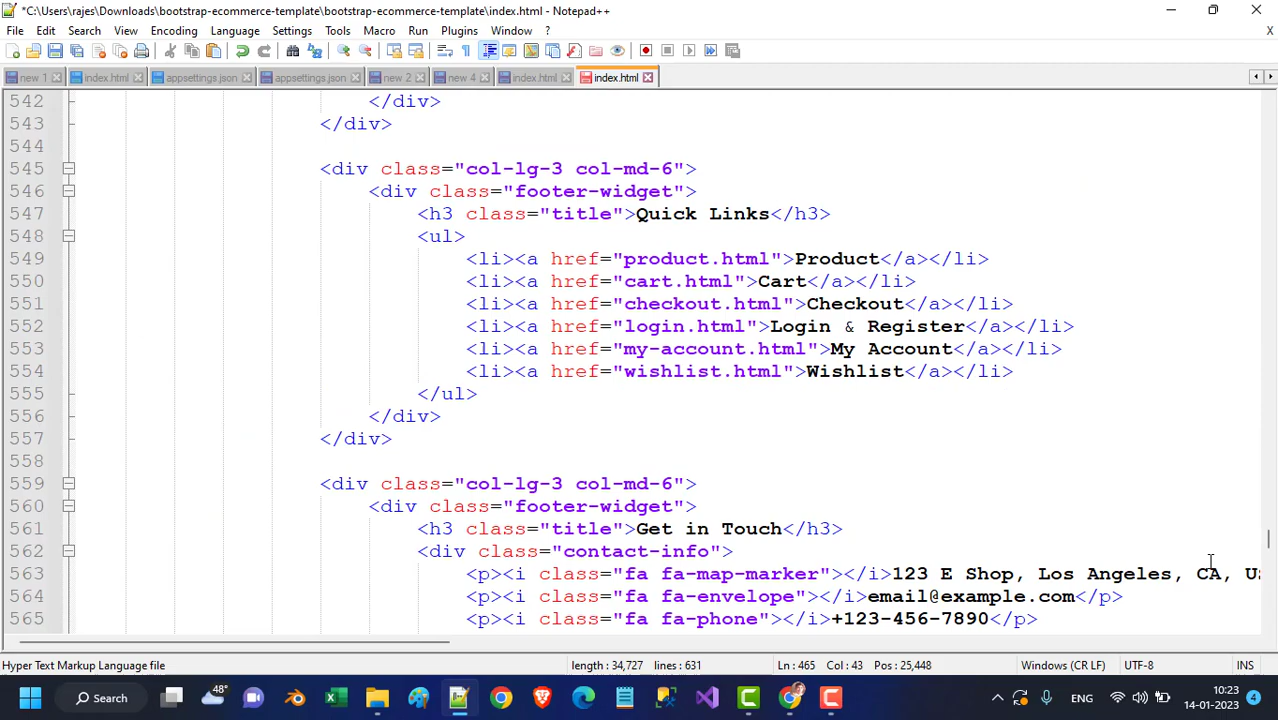 *C:\Users\rajes\Downloads\bootstrap-ecommerce-template\bootstrap-ecommerce-template\index.html - Notepad++
File Edit Search View Encoding Language Settings Tools Macro Run Plugins Window ? X
new 1 index.html appsettings.json appsettings.json new 2 new 4 index.html index.html
542 </div>
543 </div>
544
545 <div class="col-lg-3 col-md-6">
546 <div class="footer-widget">
547 <h3 class="title">Quick Links</h3>
548 <ul>
549 <li><a href="product.html">Product</a></li>
550 <li><a href="cart.html">Cart</a></li>
551 <li><a href="checkout.html">Checkout</a></li>
552 <li><a href="login.html">Login & Register</a></li>
553 <li><a href="my-account.html">My Account</a></li>
554 <li><a href="wishlist.html">Wishlist</a></li>
555 </ul>
556 </div>
557 </div>
558
559 <div class="col-lg-3 col-md-6">
560 <div class="footer-widget">
561 <h3 class="title">Get in Touch</h3>
562 <div class="contact-info">
563 <p><i class="fa fa-map-marker"></i>123 E Shop, Los Angeles, CA, US
564 <p><i class="fa fa-envelope"></i>email@example.com</p>
565 <p><i class="fa fa-phone"></i>+123-456-7890</p>
Hyper Text Markup Language file length : 34,727 lines : 631 Ln : 465 Col : 43 Pos : 25,448 Windows (CR LF) UTF-8 INS
Search 48° ENG 10:23
14-01-2023 4